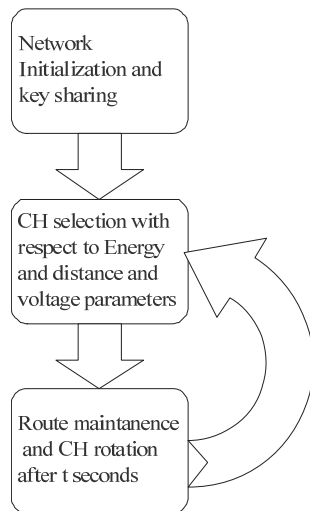 Network
Initialization and
key sharing
CH selection with
respect to Energy
and distance and
voltage parameters
Route maintanence
and CH rotation
after t seconds